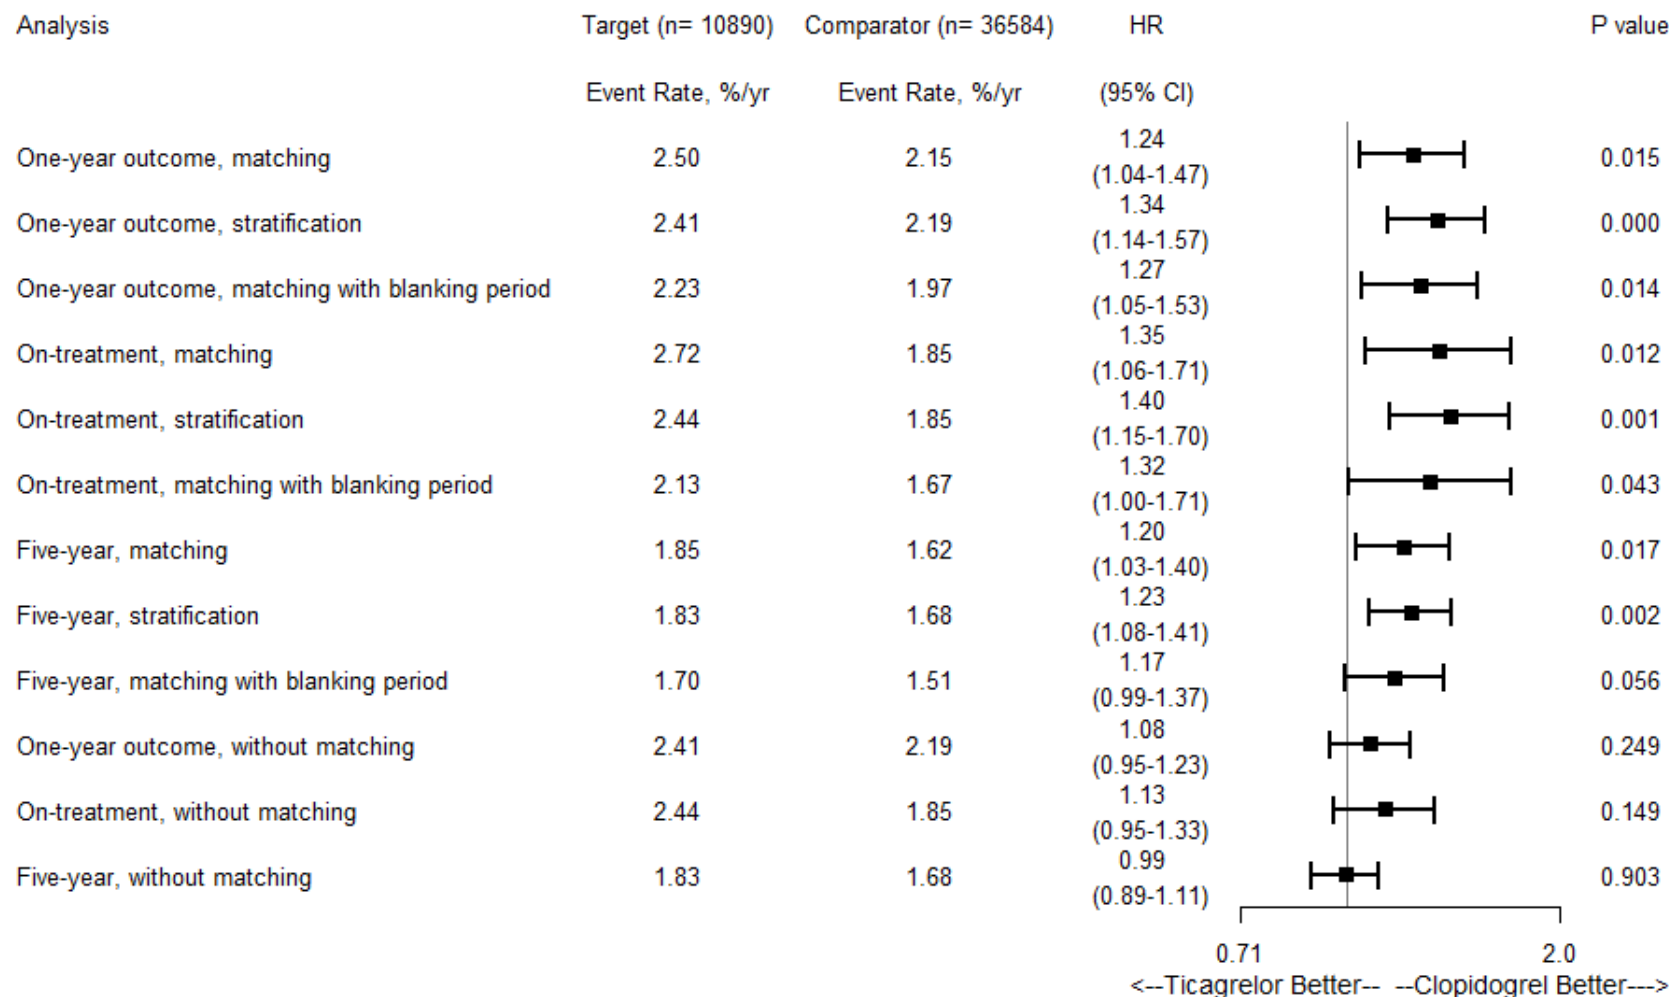 Analysis Target (n= 10890) Comparator (n= 36584) HR P value
Event Rate, %/yr Event Rate, %/yr (95% CI)
One-year outcome, matching 2.50 2.15 1.24 (1.04-1.47) 0.015
One-year outcome, stratification 2.41 2.19 1.34 (1.14-1.57) 0.000
One-year outcome, matching with blanking period 2.23 1.97 1.27 (1.05-1.53) 0.014
On-treatment, matching 2.72 1.85 1.35 (1.06-1.71) 0.012
On-treatment, stratification 2.44 1.85 1.40 (1.15-1.70) 0.001
On-treatment, matching with blanking period 2.13 1.67 1.32 (1.00-1.71) 0.043
Five-year, matching 1.85 1.62 1.20 (1.03-1.40) 0.017
Five-year, stratification 1.83 1.68 1.23 (1.08-1.41) 0.002
Five-year, matching with blanking period 1.70 1.51 1.17 (0.99-1.37) 0.056
One-year outcome, without matching 2.41 2.19 1.08 (0.95-1.23) 0.249
On-treatment, without matching 2.44 1.85 1.13 (0.95-1.33) 0.149
Five-year, without matching 1.83 1.68 0.99 (0.89-1.11) 0.903
0.71 2.0
<--Ticagrelor Better-- --Clopidogrel Better--->